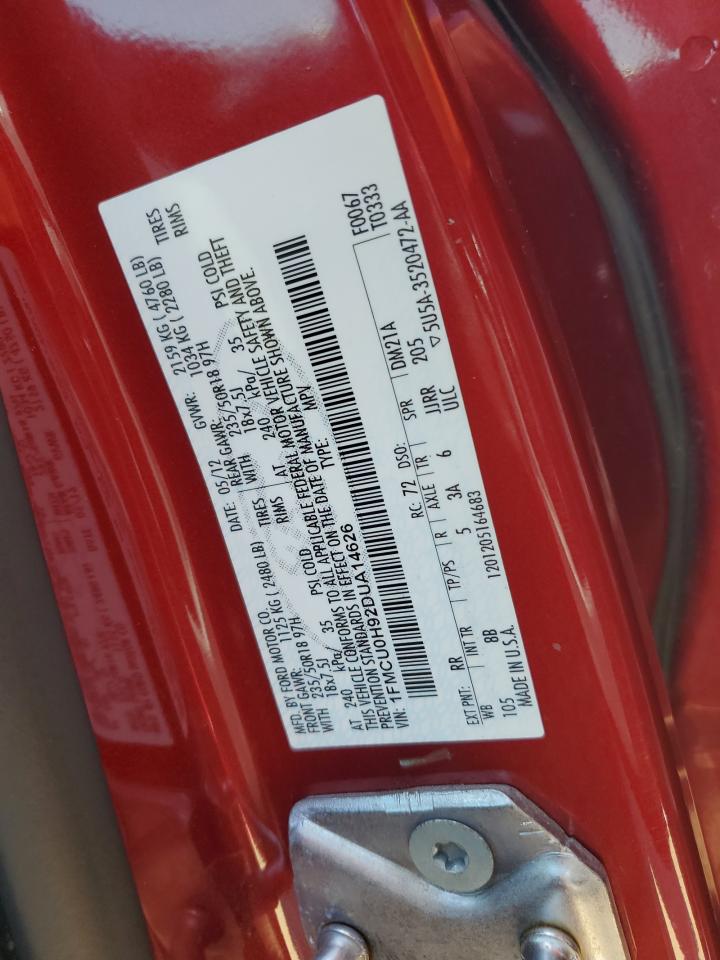 MFD. BY FORD MOTOR CO. DATE: 05/12 GVWR: 2159 KG ( 4760 LB)
FRONT GAWR: 1125 KG ( 2480 LB) REAR GAWR: 1034 KG ( 2280 LB)
235/50R18 97H TIRES WITH 235/50R18 97H TIRES
WITH 18x7.5J RIMS 18x7.5J RIMS
AT 240 kPa/ 35 PSI COLD AT 240 kPa/ 35 PSI COLD
THIS VEHICLE CONFORMS TO ALL APPLICABLE FEDERAL MOTOR VEHICLE SAFETY AND THEFT
PREVENTION STANDARDS IN EFFECT ON THE DATE OF MANUFACTURE SHOWN ABOVE.
VIN: 1FMCU0H92DUA14626 TYPE: MPV
F0067
T0333
EXT PNT: RR RC: 72 DSO:
WB INT TR TP/PS R AXLE TR SPR DM21A
105 BB 5 3A 6 JJRR 205
MADE IN U.S.A. 1201205164683 ULC ▽5U5A-3520472-AA